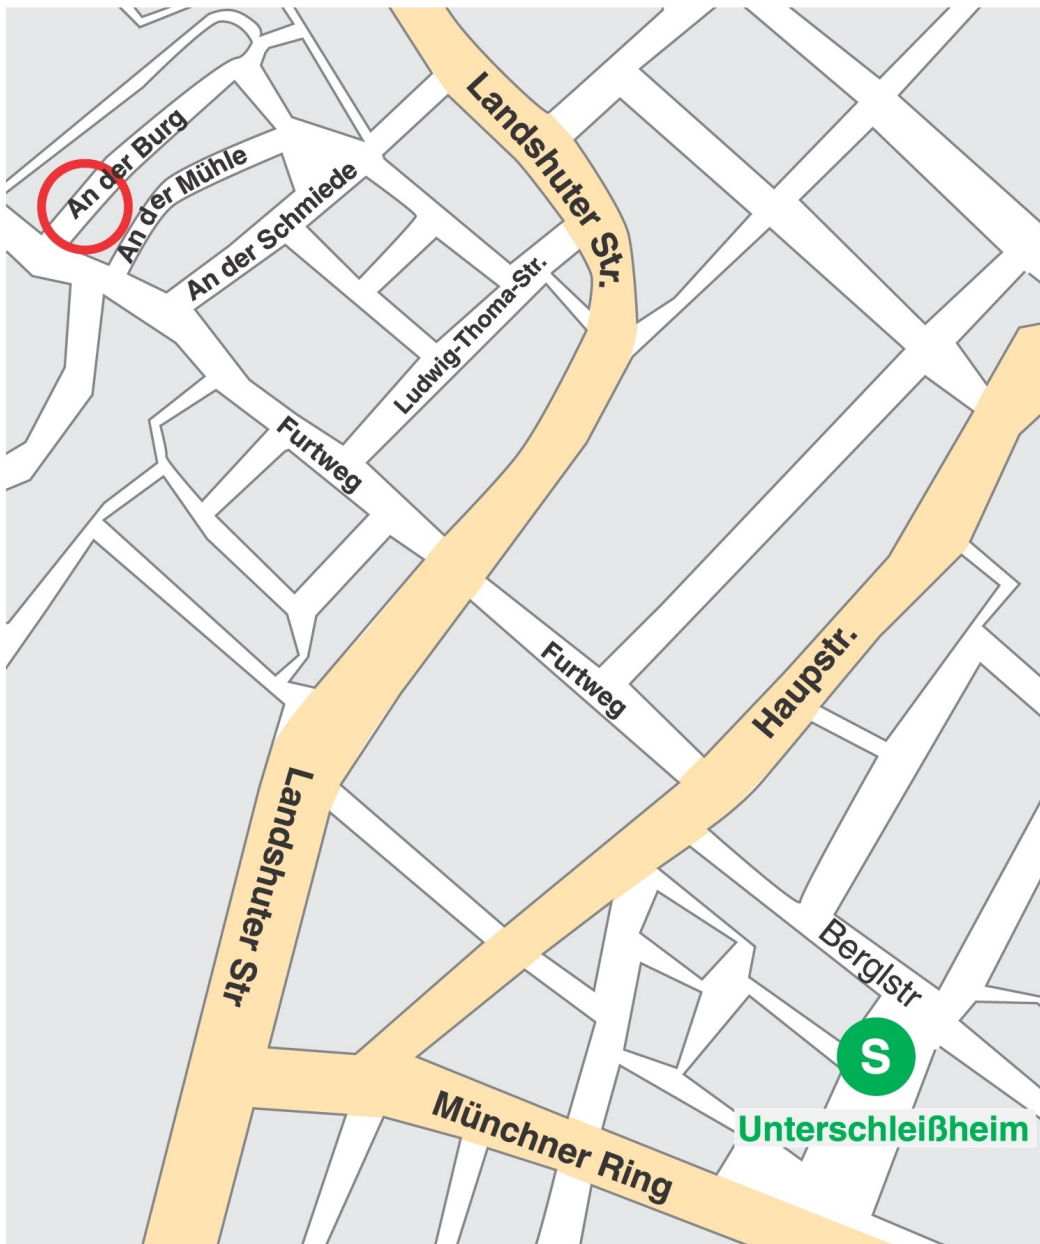 Landshuter Str.
An der Burg
An der Mühle
An der Schmiede
Ludwig-Thoma-Str.
Furtweg
Furtweg
Haupstr.
Landshuter Str
Berglstr
S
Unterschleißheim
Münchner Ring